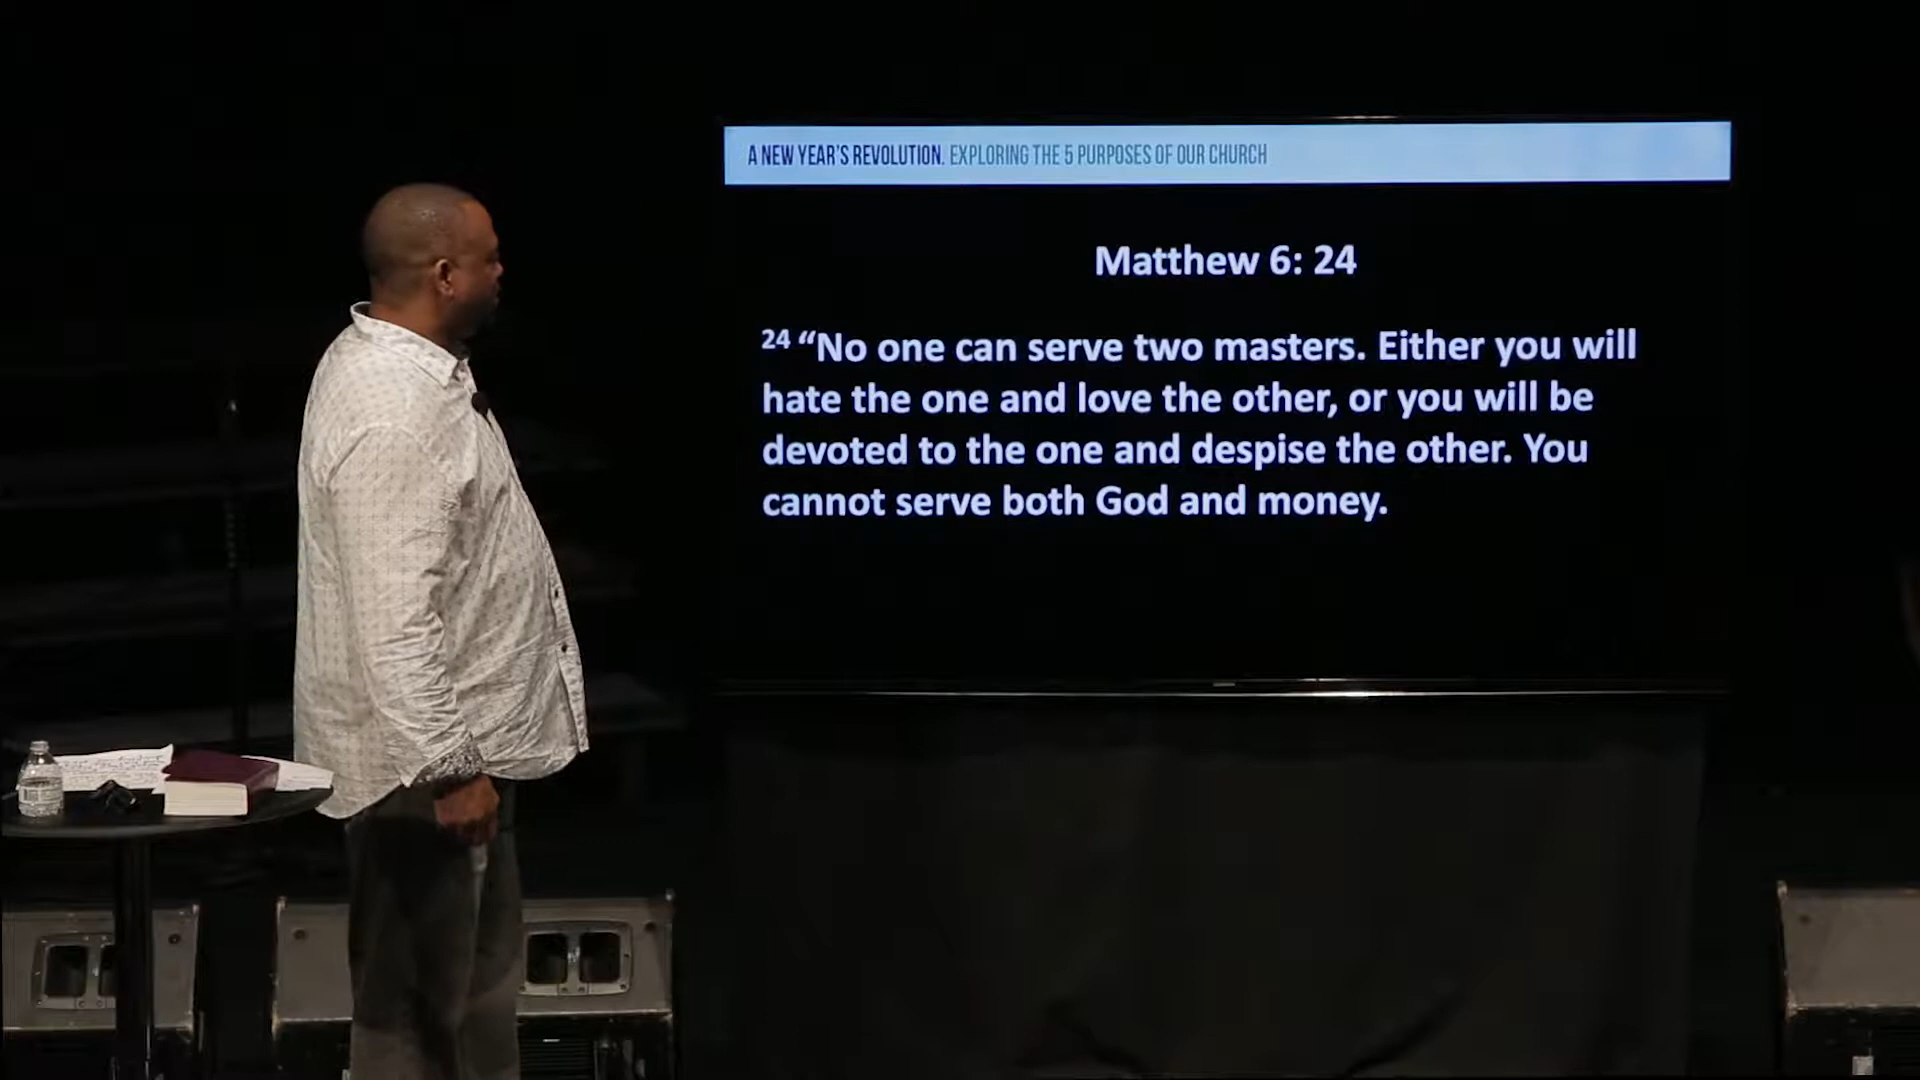 A NEW YEAR'S REVOLUTION. EXPLORING THE 5 PURPOSES OF OUR CHURCH
Matthew 6: 24
24 “No one can serve two masters. Either you will
hate the one and love the other, or you will be
devoted to the one and despise the other. You
cannot serve both God and money.